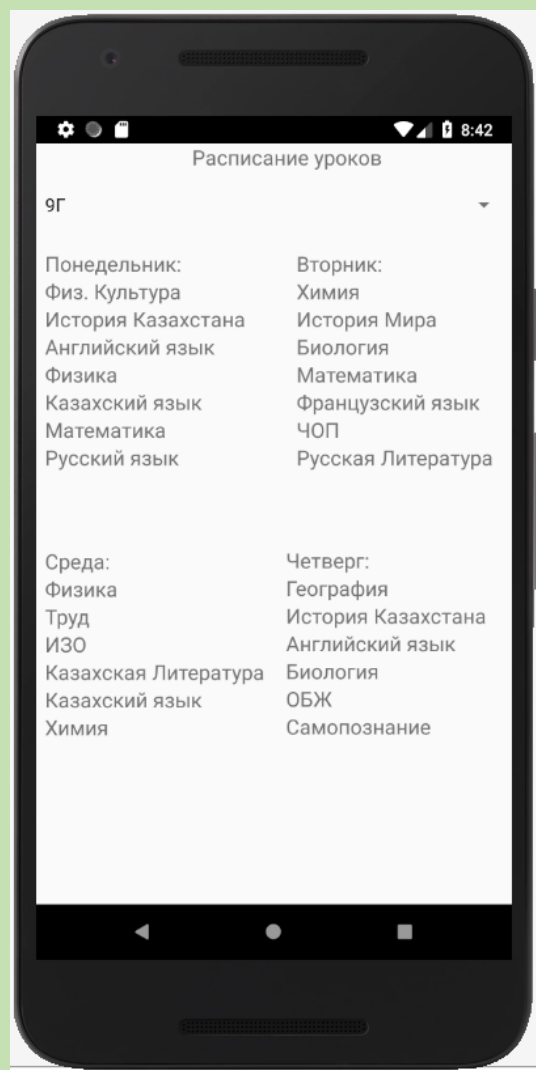 8:42
Расписание уроков
9Г
Понедельник:
Физ. Культура
История Казахстана
Английский язык
Физика
Казахский язык
Математика
Русский язык
Вторник:
Химия
История Мира
Биология
Математика
Французский язык
ЧОП
Русская Литература
Среда:
Физика
Труд
ИЗО
Казахская Литература
Казахский язык
Химия
Четверг:
География
История Казахстана
Английский язык
Биология
ОБЖ
Самопознание